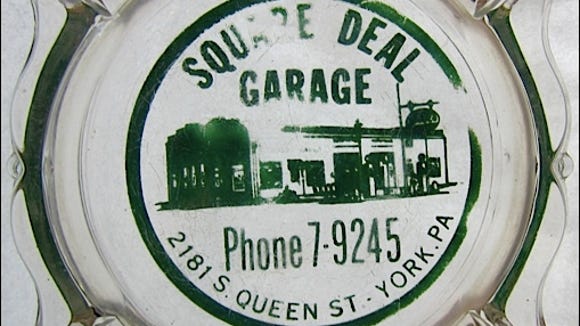 SQUARE DEAL
GARAGE
Phone 7-9245
2181 S. QUEEN ST. - YORK, PA